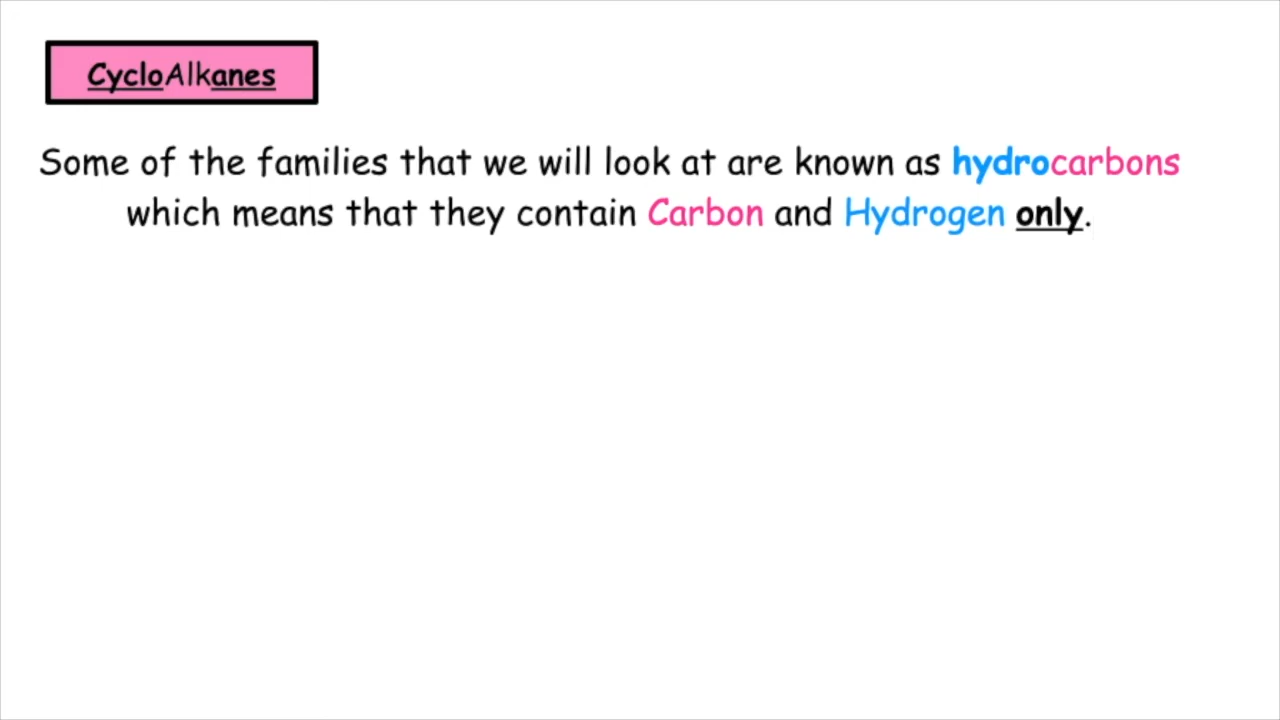 CycloAlkanes
Some of the families that we will look at are known as hydrocarbons
which means that they contain Carbon and Hydrogen only.